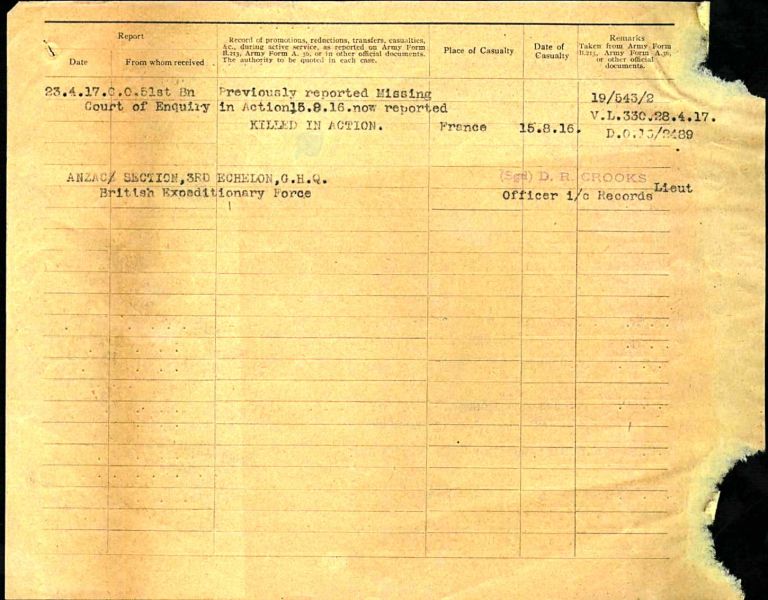 Report
Record of promotions, reductions, transfers, casualties,
&c., during active service, as reported on Army Form
B.213, Army Form A. 36, or in other official documents.
The authority to be quoted in each case.
Place of Casualty
Date of
Casualty
Remarks
Taken from Army Form
B.213, Army Form A.36,
or other official
documents.
Date
From whom received
23.4.17. C.O.51st Bn Previously reported Missing 19/543/2
Court of Enquiry in Action15.8.16.now reported V.L.330.28.4.17.
KILLED IN ACTION. France 15.8.16. /2489
ANZAC/ SECTION,3RD ECHELON,G.H.Q. (Sgd) D. R. CROOKS
British Expeditionary Force Officer i/c Records Lieut